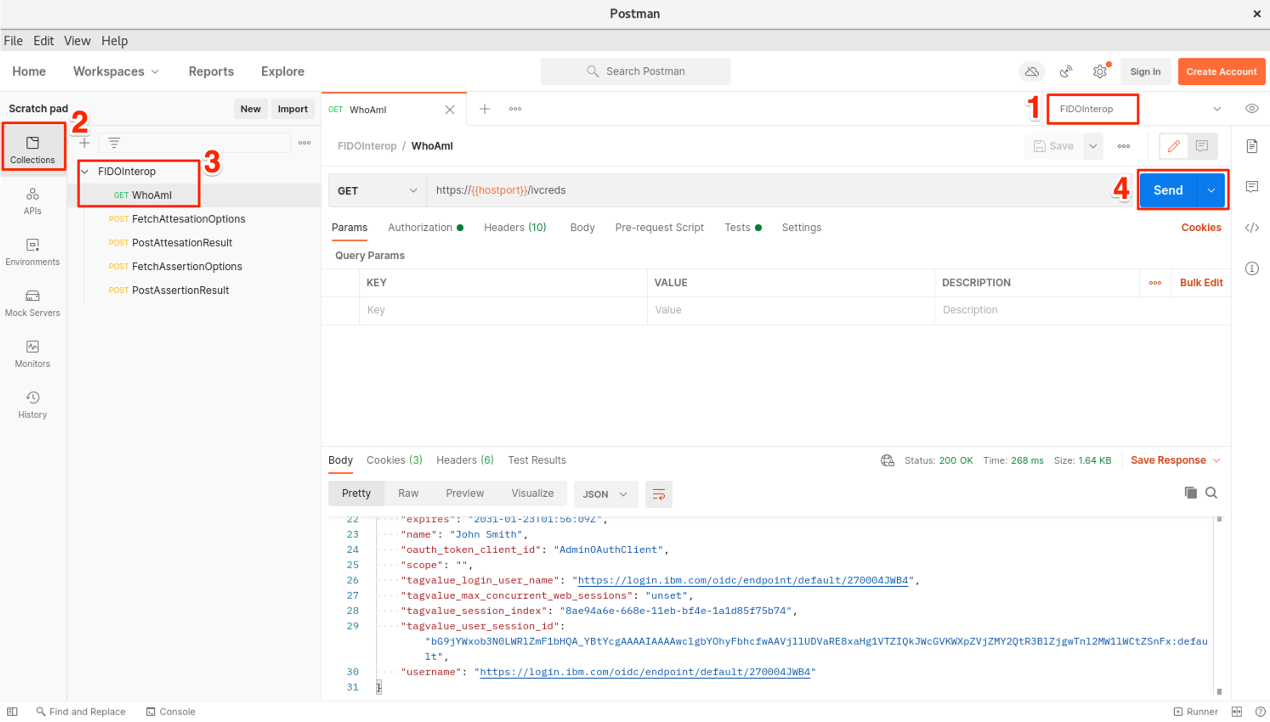 Postman
File Edit View Help
Home Workspaces Reports Explore Search Postman Sign In Create Account
Scratch pad New Import GET WhoAmI 1 FIDOInterop
2 Collections
FIDOInterop / WhoAmI Save
3 FIDOInterop
GET WhoAmI
POST FetchAttesationOptions
POST PostAttesationResult
POST FetchAssertionOptions
POST PostAssertionResult
APIs
Environments
Mock Servers
Monitors
History
GET https://{{hostport}}/ivcreds 4 Send
Params Authorization Headers (10) Body Pre-request Script Tests Settings Cookies
Query Params
KEY VALUE DESCRIPTION Bulk Edit
Key Value Description
Body Cookies (3) Headers (6) Test Results Status: 200 OK Time: 268 ms Size: 1.64 KB Save Response
Pretty Raw Preview Visualize JSON
22 "expires": "2031-01-23T01:56:09Z",
23 "name": "John Smith",
24 "oauth_token_client_id": "AdminOAuthClient",
25 "scope": "",
26 "tagvalue_login_user_name": "https://login.ibm.com/oidc/endpoint/default/270004JWB4",
27 "tagvalue_max_concurrent_web_sessions": "unset",
28 "tagvalue_session_index": "8ae94a6e-668e-11eb-bf4e-1a1d85f75b74",
29 "tagvalue_user_session_id":
30 "username": "https://login.ibm.com/oidc/endpoint/default/270004JWB4"
31 }
Find and Replace Console Runner